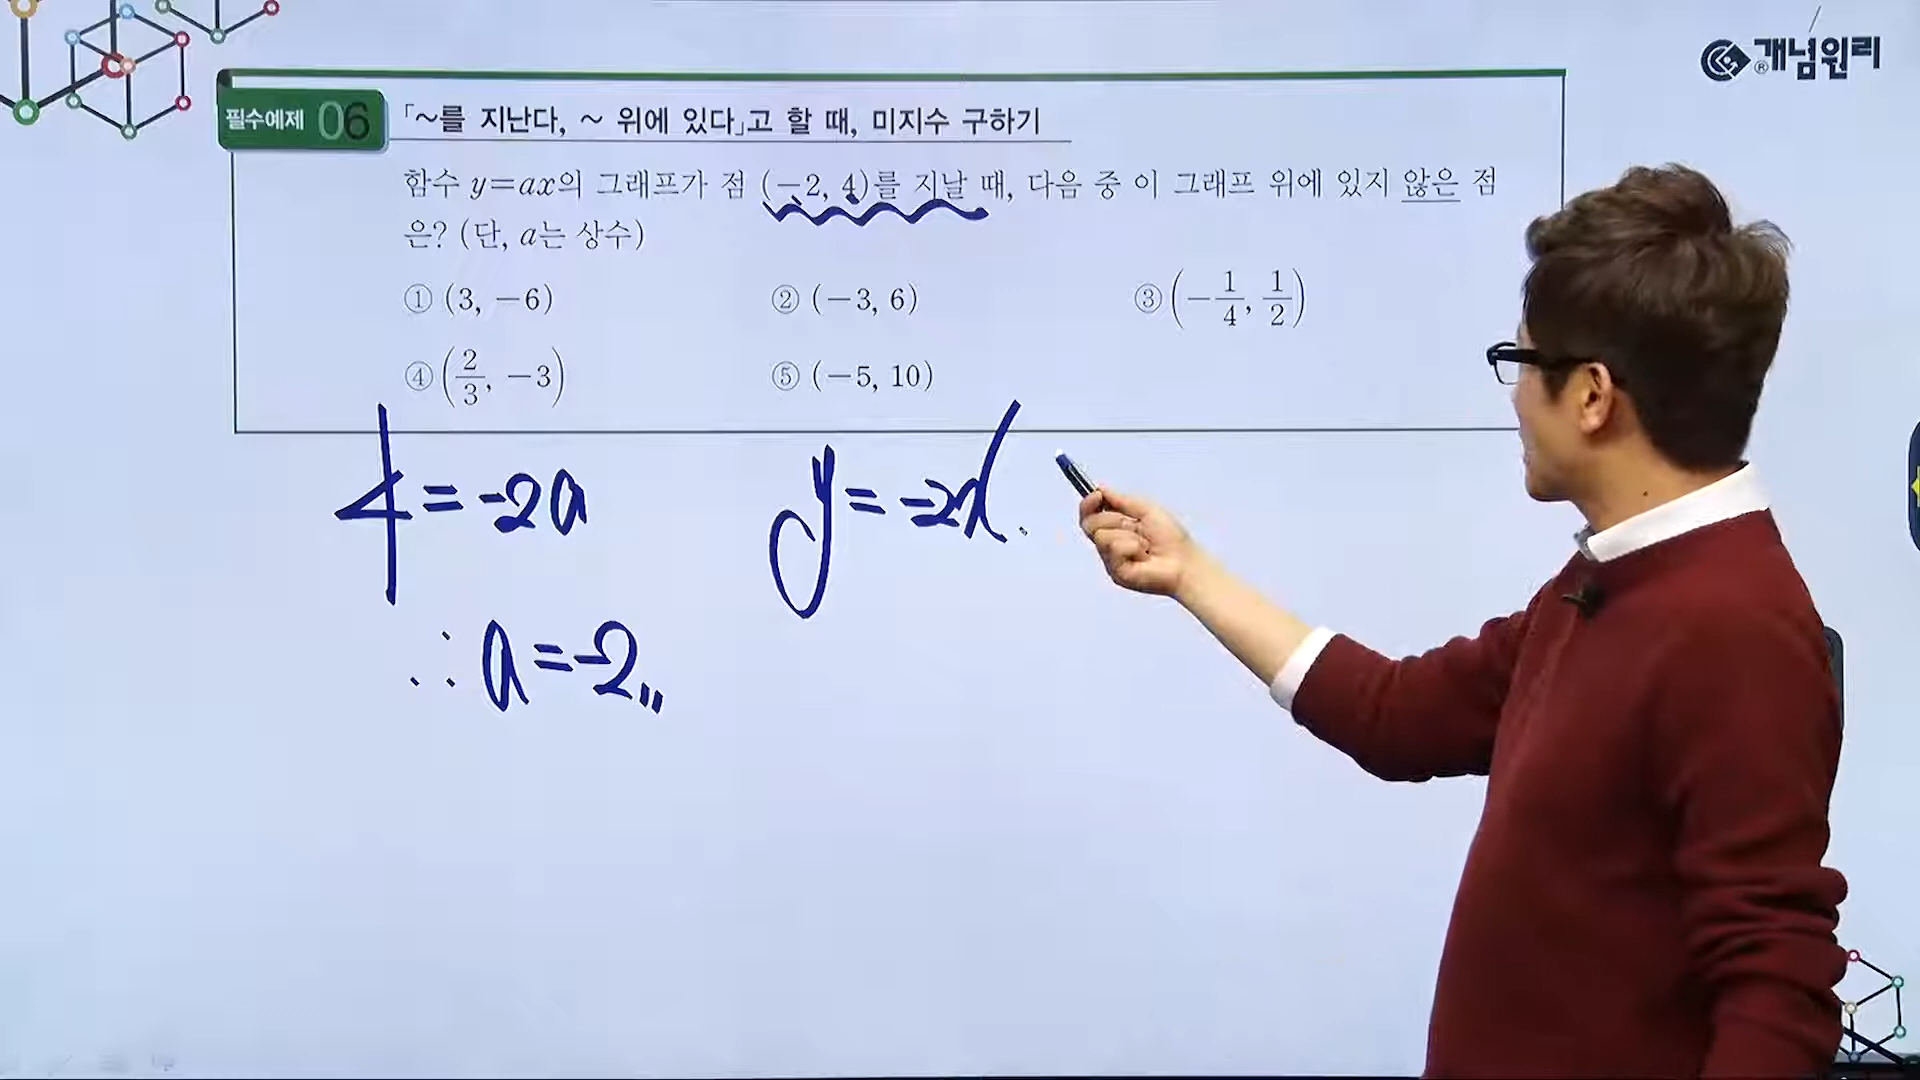 개념원리
필수예제 06 「~를 지난다, ~ 위에 있다」고 할 때, 미지수 구하기
함수 y=ax의 그래프가 점 (-2, 4)를 지날 때, 다음 중 이 그래프 위에 있지 않은 점
은? (단, a는 상수)
① (3, -6) ② (-3, 6) ③ (-1/4, 1/2)
④ (2/3, -3) ⑤ (-5, 10)
4=-2a y=-2x
∴ a=-2